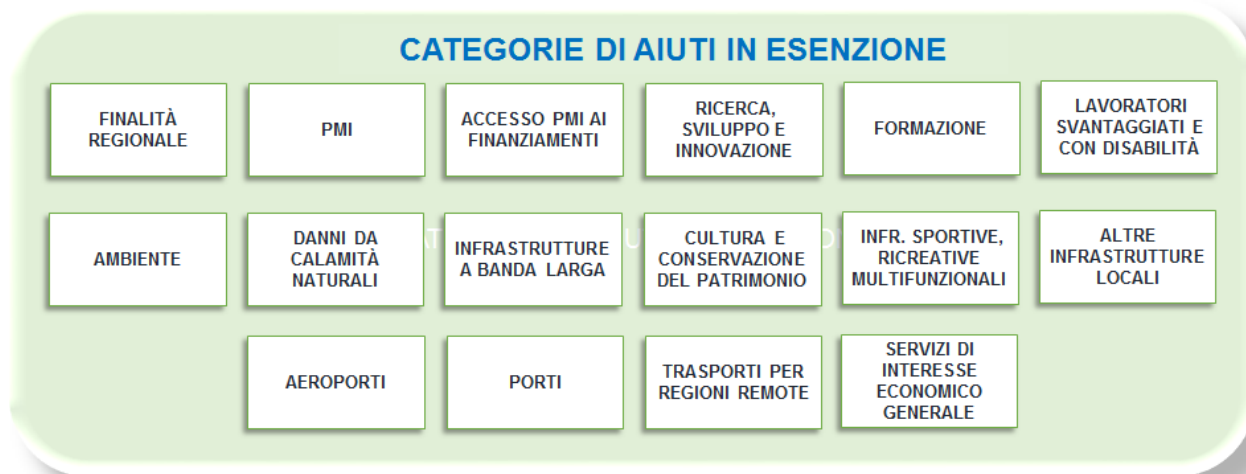 CATEGORIE DI AIUTI IN ESENZIONE
FINALITÀ
REGIONALE
PMI
ACCESSO PMI AI
FINANZIAMENTI
RICERCA,
SVILUPPO E
INNOVAZIONE
FORMAZIONE
LAVORATORI
SVANTAGGIATI E
CON DISABILITÀ
AMBIENTE
DANNI DA
CALAMITÀ
NATURALI
INFRASTRUTTURE
A BANDA LARGA
CULTURA E
CONSERVAZIONE
DEL PATRIMONIO
INFR. SPORTIVE,
RICREATIVE
MULTIFUNZIONALI
ALTRE
INFRASTRUTTURE
LOCALI
AEROPORTI
PORTI
TRASPORTI PER
REGIONI REMOTE
SERVIZI DI
INTERESSE
ECONOMICO
GENERALE